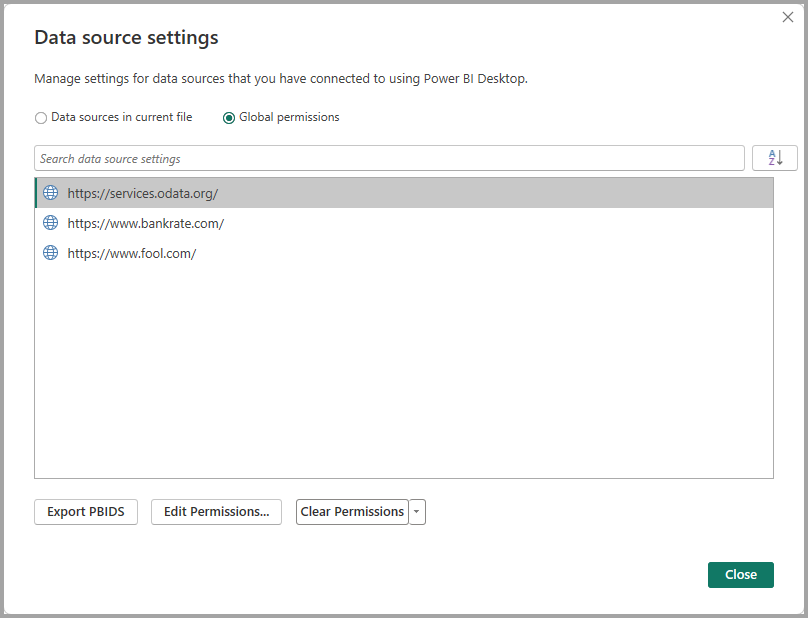 Data source settings
Manage settings for data sources that you have connected to using Power BI Desktop.
Data sources in current file Global permissions
Search data source settings
A
Z
https://services.odata.org/
https://www.bankrate.com/
https://www.fool.com/
Export PBIDS Edit Permissions... Clear Permissions
Close